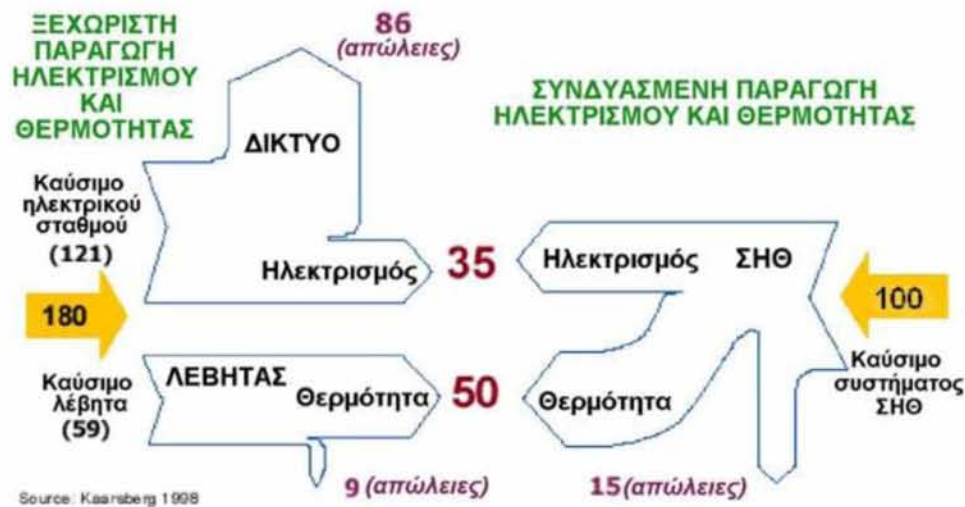 ΞΕΧΩΡΙΣΤΗ
ΠΑΡΑΓΩΓΗ
ΗΛΕΚΤΡΙΣΜΟΥ
ΚΑΙ
ΘΕΡΜΟΤΗΤΑΣ
86
(απώλειες)
ΣΥΝΔΥΑΣΜΕΝΗ ΠΑΡΑΓΩΓΗ
ΗΛΕΚΤΡΙΣΜΟΥ ΚΑΙ ΘΕΡΜΟΤΗΤΑΣ
ΔΙΚΤΥΟ
Καύσιμο
ηλεκτρικού
σταθμού
(121)
Ηλεκτρισμός
35
Ηλεκτρισμός
ΣΗΘ
180
100
Καύσιμο
λέβητα
(59)
ΛΕΒΗΤΑΣ
Θερμότητα
50
Θερμότητα
Καύσιμο
συστήματος
ΣΗΘ
9 (απώλειες)
15(απώλειες)
Source: Kaarsberg 1998